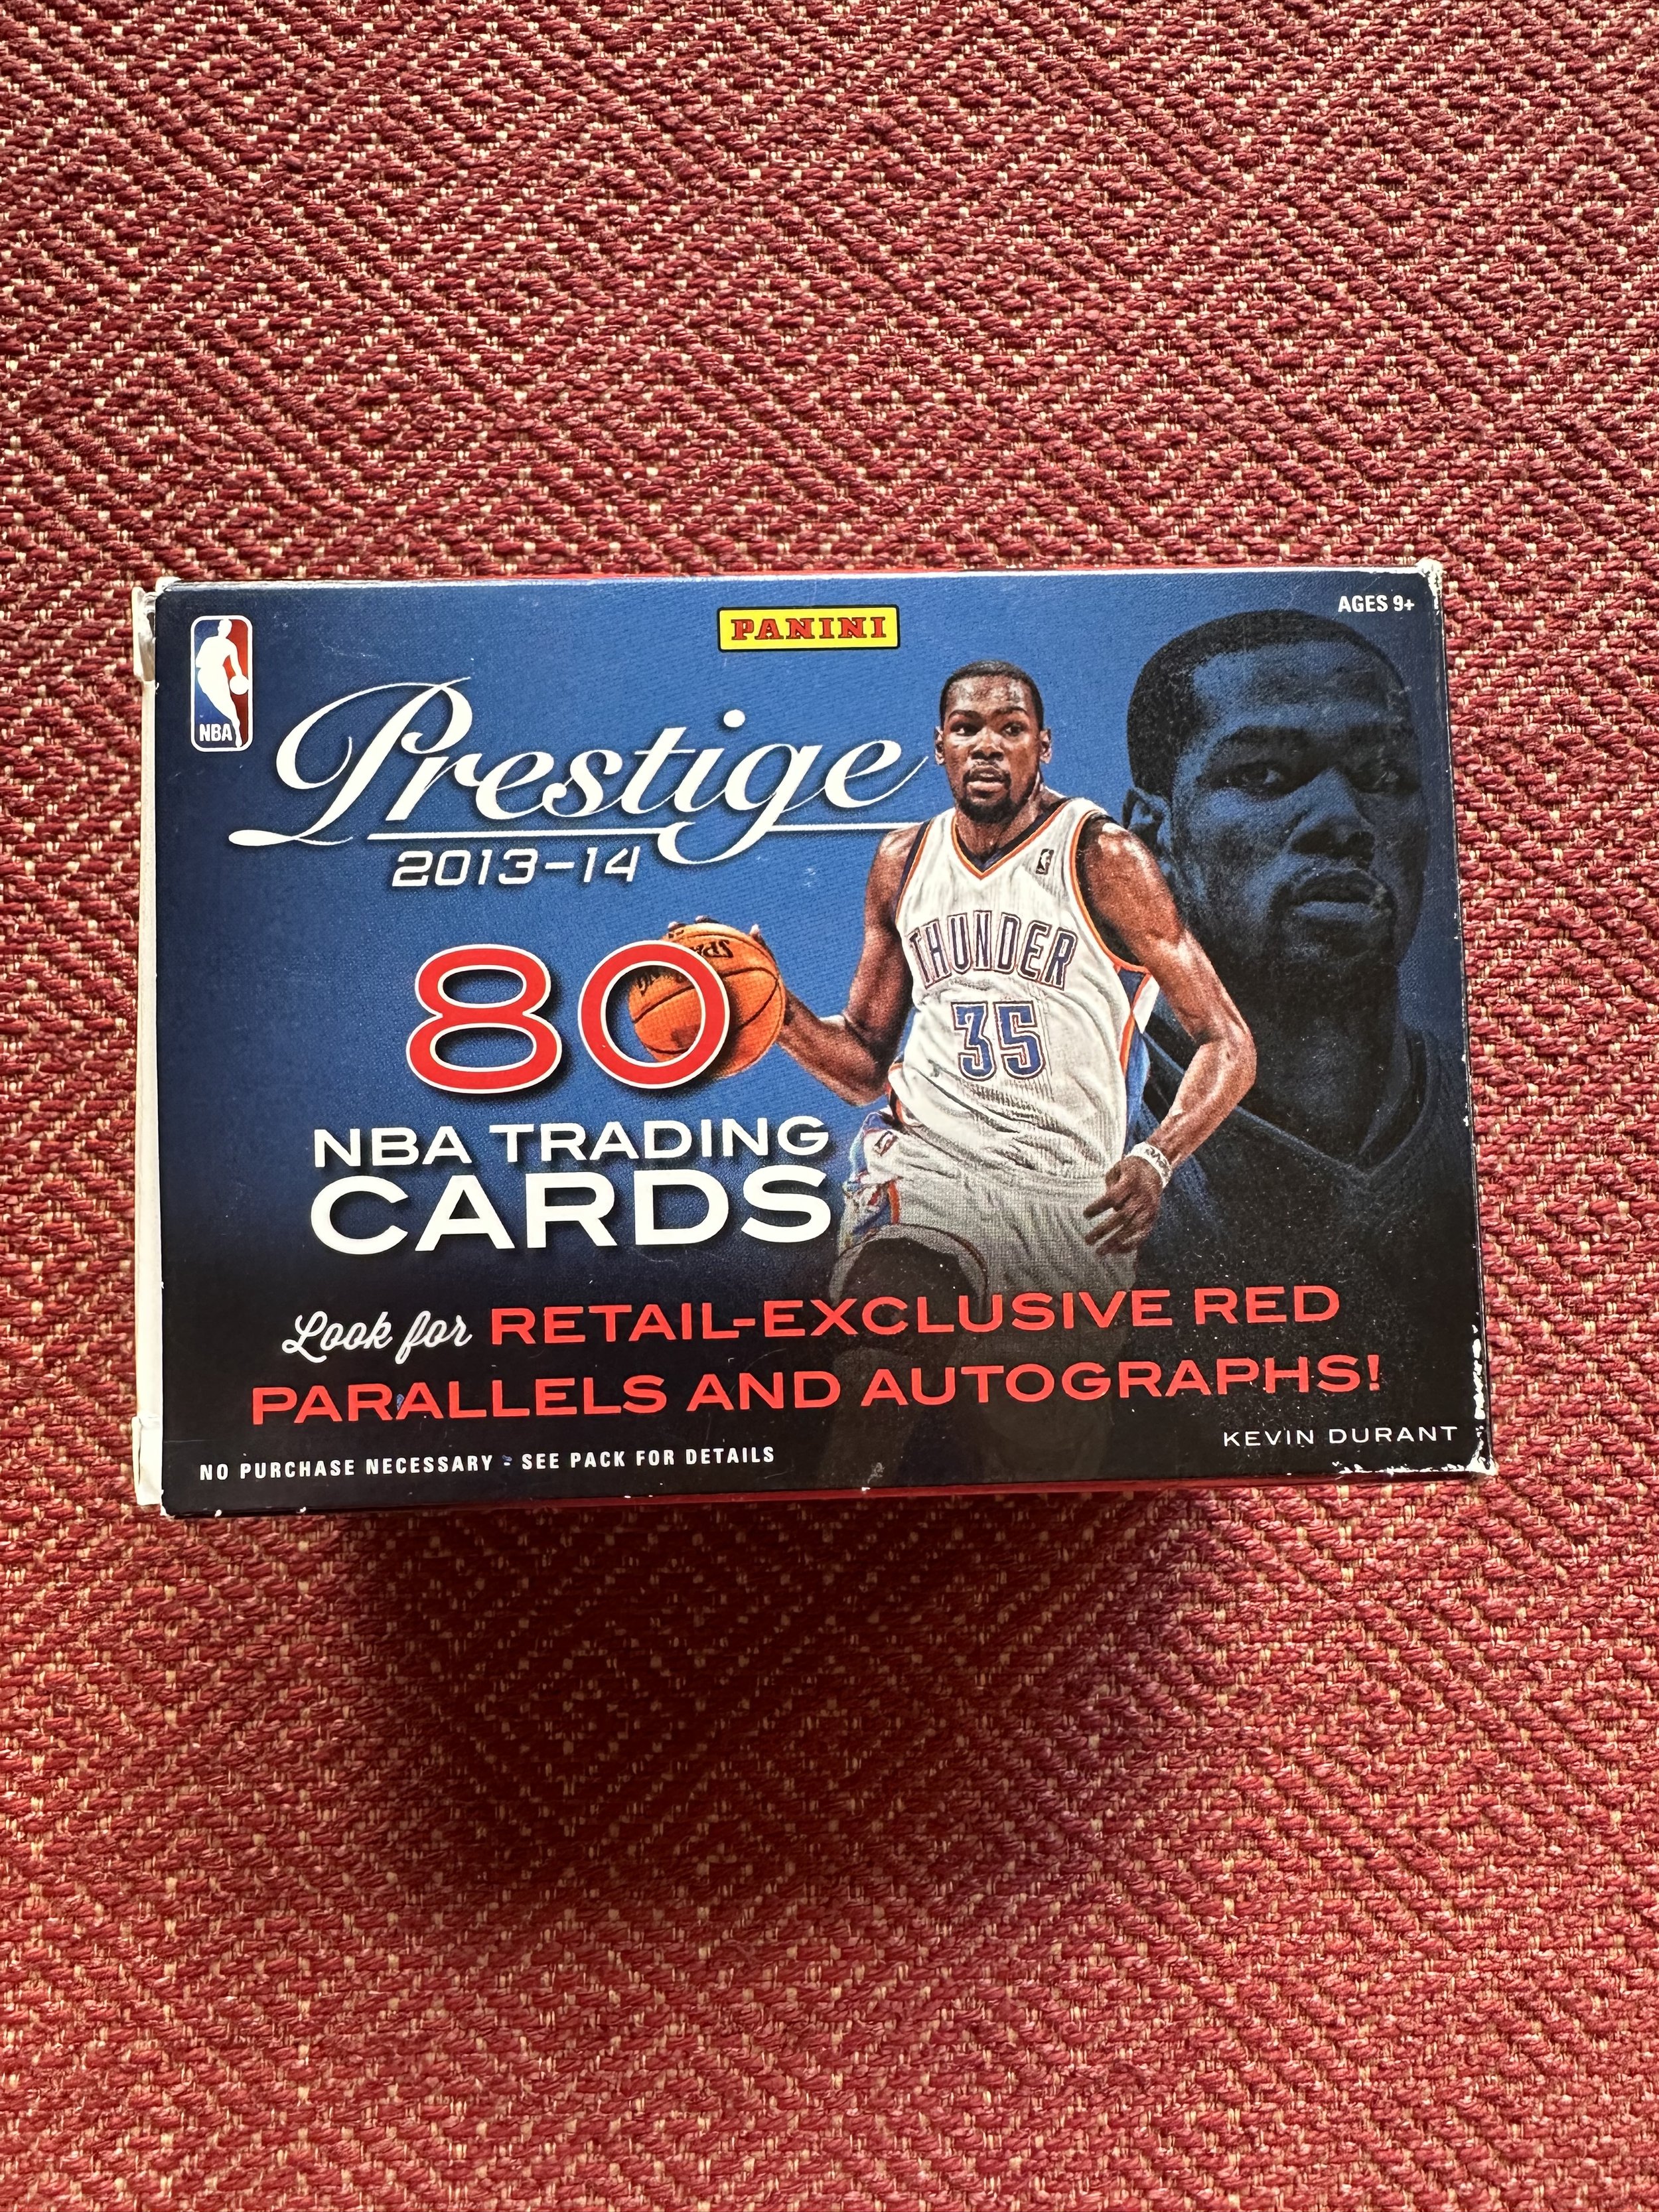 AGES 9+
PANINI
NBA
Prestige
2013-14
80
NBA TRADING
CARDS
THUNDER
35
Look for RETAIL-EXCLUSIVE RED
PARALLELS AND AUTOGRAPHS!
KEVIN DURANT
NO PURCHASE NECESSARY - SEE PACK FOR DETAILS